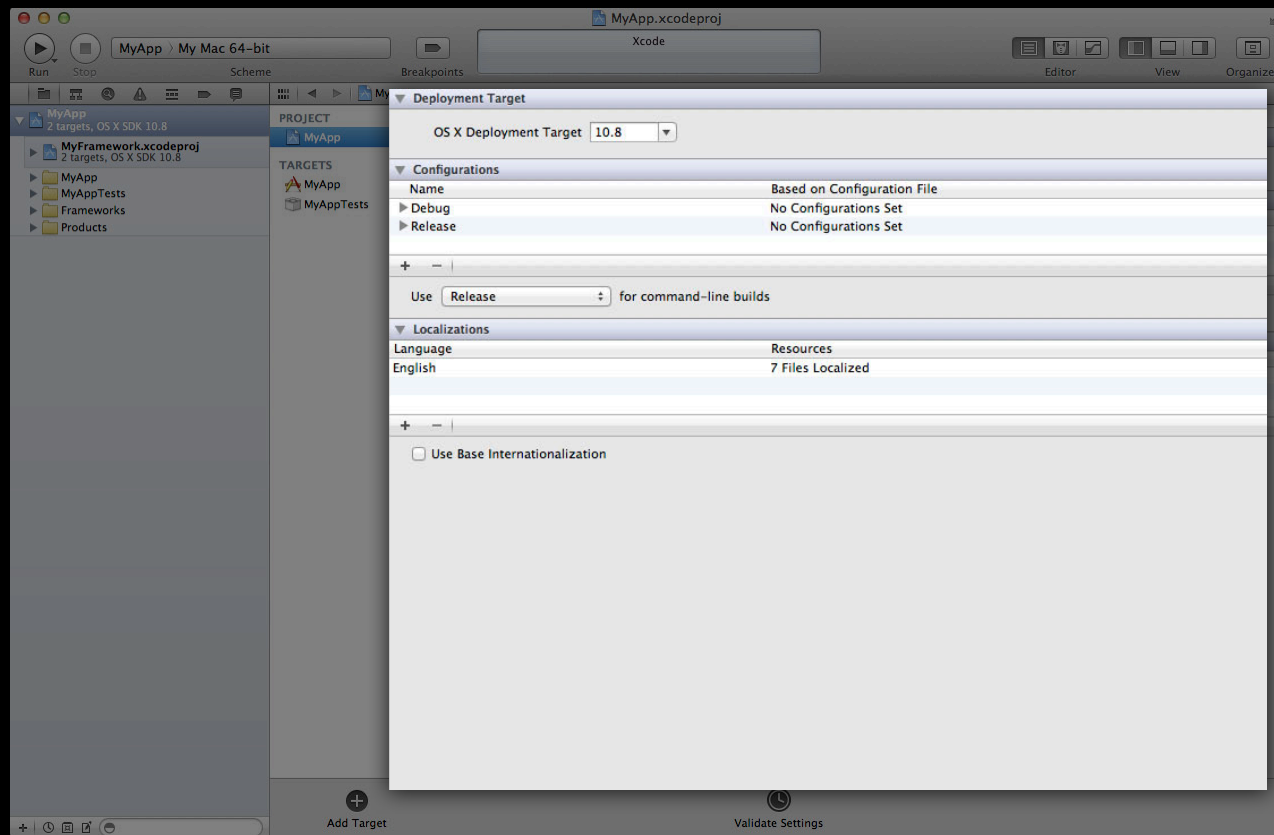 MyApp.xcodeproj
MyApp 〉 My Mac 64-bit
Xcode
Run Stop Scheme Breakpoints Editor View Organize
MyApp
2 targets, OS X SDK 10.8
MyFramework.xcodeproj
2 targets, OS X SDK 10.8
MyApp
MyAppTests
Frameworks
Products
My
PROJECT
MyApp
TARGETS
MyApp
MyAppTests
Deployment Target
OS X Deployment Target 10.8
Configurations
Name Based on Configuration File
Debug No Configurations Set
Release No Configurations Set
+ −
Use Release for command-line builds
Localizations
Language Resources
English 7 Files Localized
+ −
Use Base Internationalization
Add Target Validate Settings